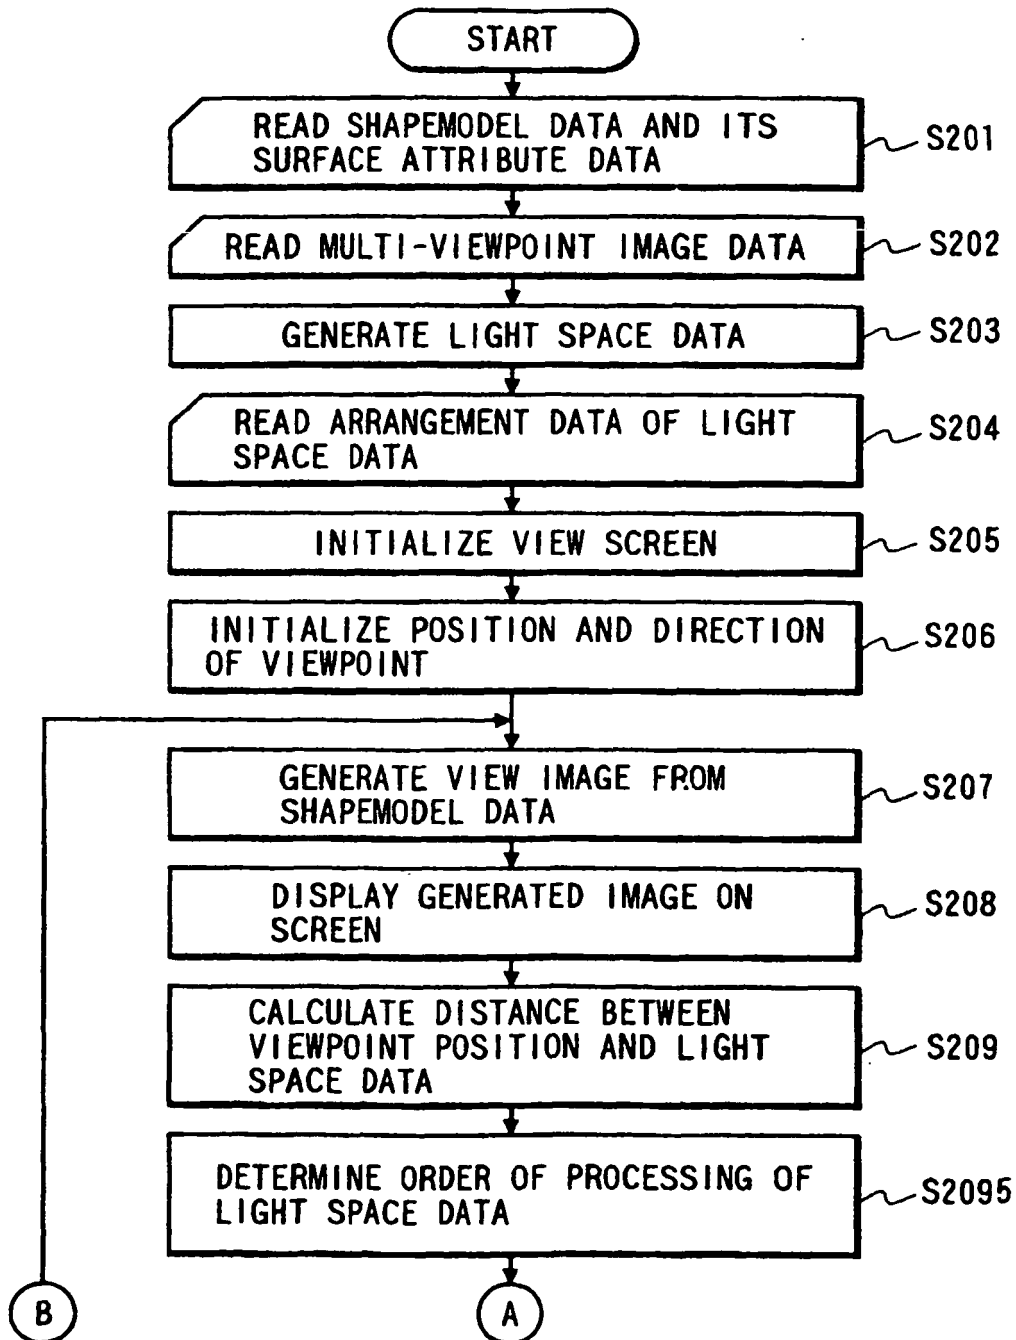 START
READ SHAPEMODEL DATA AND ITS
SURFACE ATTRIBUTE DATA
S201
READ MULTI-VIEWPOINT IMAGE DATA
S202
GENERATE LIGHT SPACE DATA
S203
READ ARRANGEMENT DATA OF LIGHT
SPACE DATA
S204
INITIALIZE VIEW SCREEN
S205
INITIALIZE POSITION AND DIRECTION
OF VIEWPOINT
S206
GENERATE VIEW IMAGE FROM
SHAPEMODEL DATA
S207
DISPLAY GENERATED IMAGE ON
SCREEN
S208
CALCULATE DISTANCE BETWEEN
VIEWPOINT POSITION AND LIGHT
SPACE DATA
S209
DETERMINE ORDER OF PROCESSING OF
LIGHT SPACE DATA
S2095
B
A